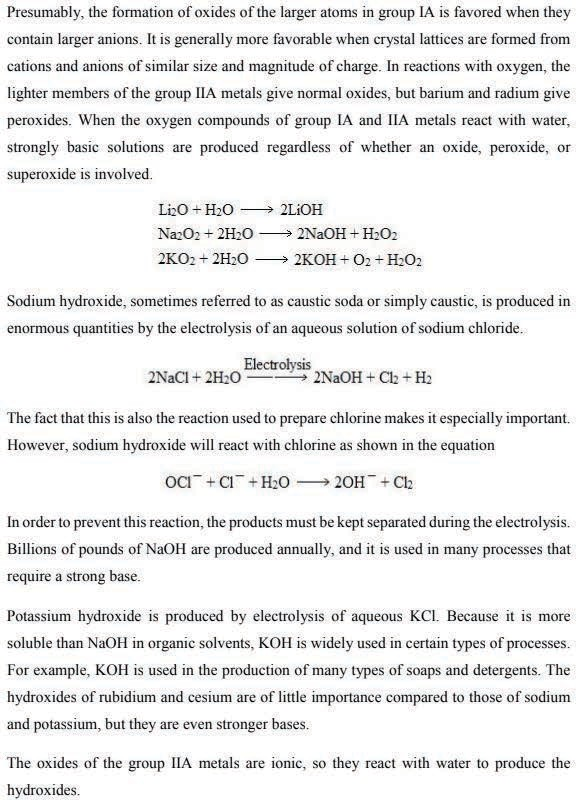 Presumably, the formation of oxides of the larger atoms in group IA is favored when they
contain larger anions. It is generally more favorable when crystal lattices are formed from
cations and anions of similar size and magnitude of charge. In reactions with oxygen, the
lighter members of the group IIA metals give normal oxides, but barium and radium give
peroxides. When the oxygen compounds of group IA and IIA metals react with water,
strongly basic solutions are produced regardless of whether an oxide, peroxide, or
superoxide is involved.
Li₂O + H₂O ⟶ 2LiOH
Na₂O₂ + 2H₂O ⟶ 2NaOH + H₂O₂
2KO₂ + 2H₂O ⟶ 2KOH + O₂ + H₂O₂
Sodium hydroxide, sometimes referred to as caustic soda or simply caustic, is produced in
enormous quantities by the electrolysis of an aqueous solution of sodium chloride.
Electrolysis
2NaCl + 2H₂O ⟶ 2NaOH + Cl₂ + H₂
The fact that this is also the reaction used to prepare chlorine makes it especially important.
However, sodium hydroxide will react with chlorine as shown in the equation
OCl⁻ + Cl⁻ + H₂O ⟶ 2OH⁻ + Cl₂
In order to prevent this reaction, the products must be kept separated during the electrolysis.
Billions of pounds of NaOH are produced annually, and it is used in many processes that
require a strong base.
Potassium hydroxide is produced by electrolysis of aqueous KCl. Because it is more
soluble than NaOH in organic solvents, KOH is widely used in certain types of processes.
For example, KOH is used in the production of many types of soaps and detergents. The
hydroxides of rubidium and cesium are of little importance compared to those of sodium
and potassium, but they are even stronger bases.
The oxides of the group IIA metals are ionic, so they react with water to produce the
hydroxides.